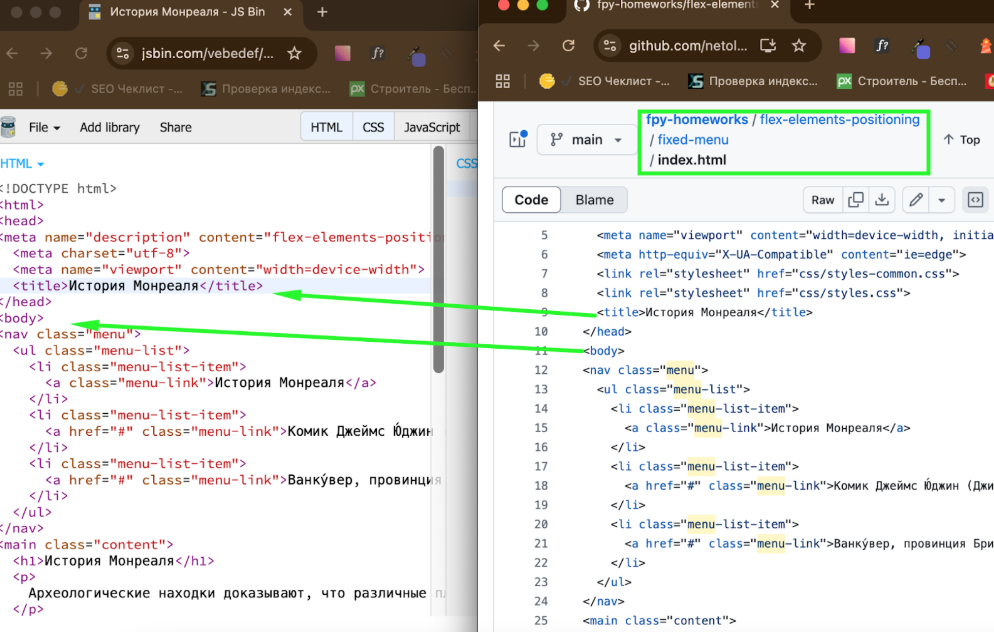 История Монреаля - JS Bin
jsbin.com/vebedef/...
f?
SEO Чеклист -...
Проверка индекс...
px Строитель - Бесп...
File
Add library
Share
HTML
CSS
JavaScript
HTML
CSS
<!DOCTYPE html>
<html>
<head>
<meta name="description" content="flex-elements-positio
<meta charset="utf-8">
<meta name="viewport" content="width=device-width">
<title>История Монреаля</title>
</head>
<body>
<nav class="menu">
<ul class="menu-list">
<li class="menu-list-item">
<a class="menu-link">История Монреаля</a>
</li>
<li class="menu-list-item">
<a href="#" class="menu-link">Комик Джеймс Ю́джин
</li>
<li class="menu-list-item">
<a href="#" class="menu-link">Ванку́вер, провинция
</li>
</ul>
</nav>
<main class="content">
<h1>История Монреаля</h1>
<p>
Археологические находки доказывают, что различные
</p>
fpy-homeworks/flex-element
github.com/netol...
f?
SEO Чеклист -...
Проверка индекс...
px Строитель - Бесп...
main
fpy-homeworks / flex-elements-positioning
/ fixed-menu
/ index.html
Top
Code
Blame
Raw
5 <meta name="viewport" content="width=device-width, initia
6 <meta http-equiv="X-UA-Compatible" content="ie=edge">
7 <link rel="stylesheet" href="css/styles-common.css">
8 <link rel="stylesheet" href="css/styles.css">
9 <title>История Монреаля</title>
10 </head>
11 <body>
12 <nav class="menu">
13 <ul class="menu-list">
14 <li class="menu-list-item">
15 <a class="menu-link">История Монреаля</a>
16 </li>
17 <li class="menu-list-item">
18 <a href="#" class="menu-link">Комик Джеймс Ю́джин (Джи
19 </li>
20 <li class="menu-list-item">
21 <a href="#" class="menu-link">Ванку́вер, провинция Бри
22 </li>
23 </ul>
24 </nav>
25 <main class="content">